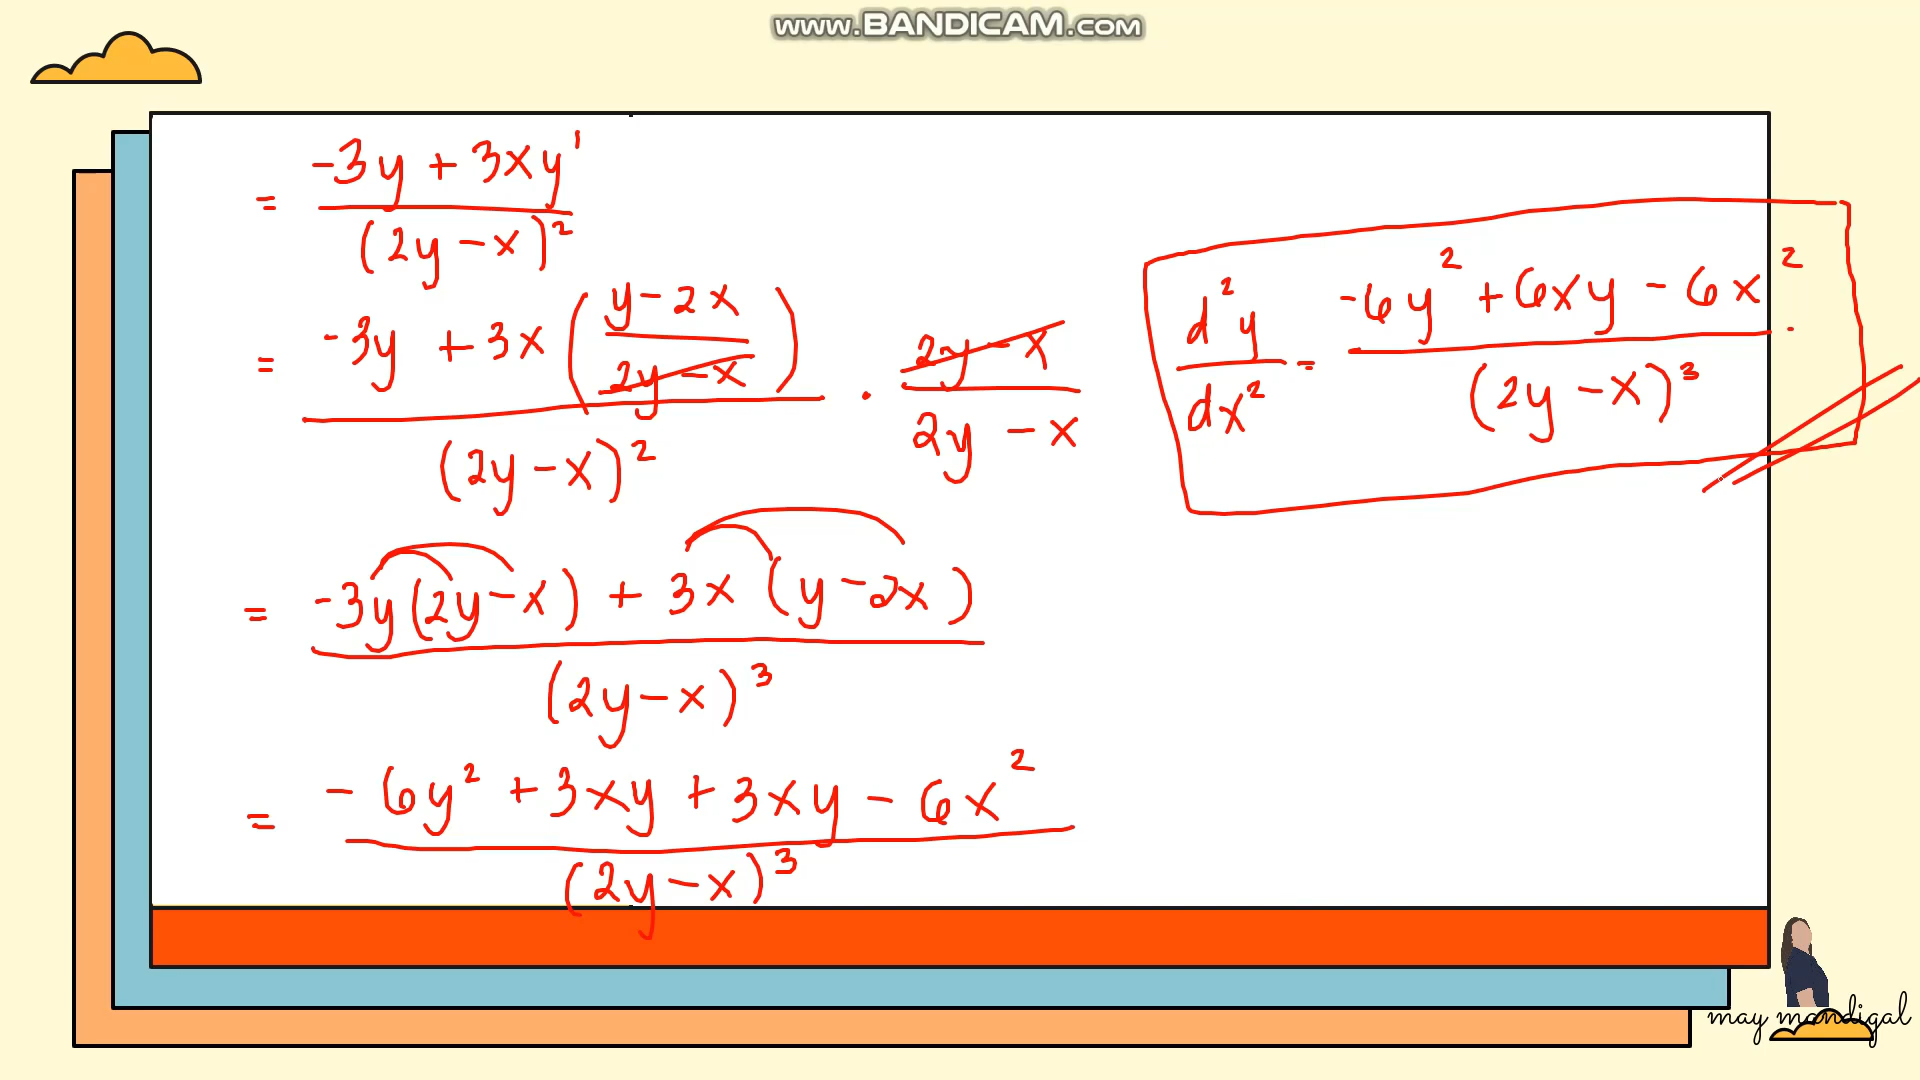 www.BANDICAM.com
= (-3y + 3xy') / (2y - x)²
= (-3y + 3x((y - 2x) / (2y - x))) / (2y - x)² · (2y - x) / (2y - x)
= (-3y(2y - x) + 3x(y - 2x)) / (2y - x)³
= (-6y² + 3xy + 3xy - 6x²) / (2y - x)³
d²y / dx² = (-6y² + 6xy - 6x²) / (2y - x)³ .
may mandigal